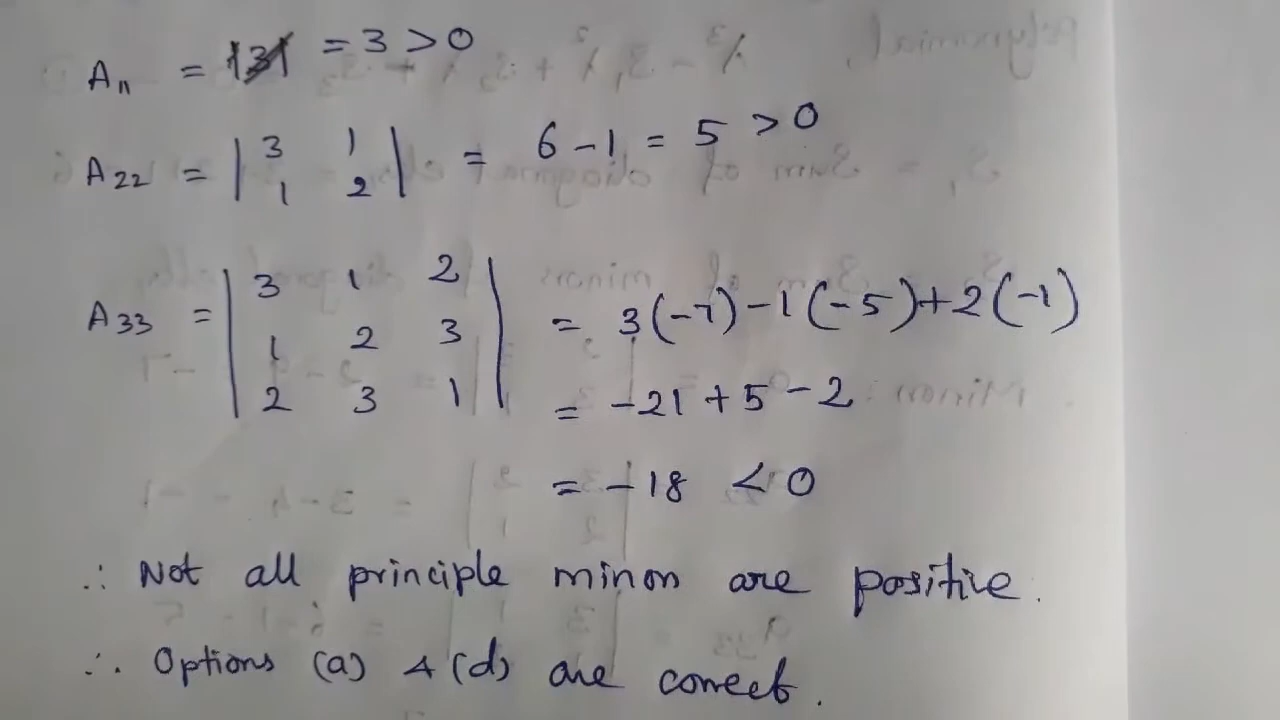 A₁₁ = = 3 > 0
A₂₂ = | 3 1 | = 6 - 1 = 5 > 0
| 1 2 |
A₃₃ = | 3 1 2 | = 3(-7) - 1(-5) + 2(-1)
| 1 2 3 |
| 2 3 1 | = -21 + 5 - 2
= -18 < 0
∴ Not all principle minor are positive.
∴ Options (a) & (d) are correct.